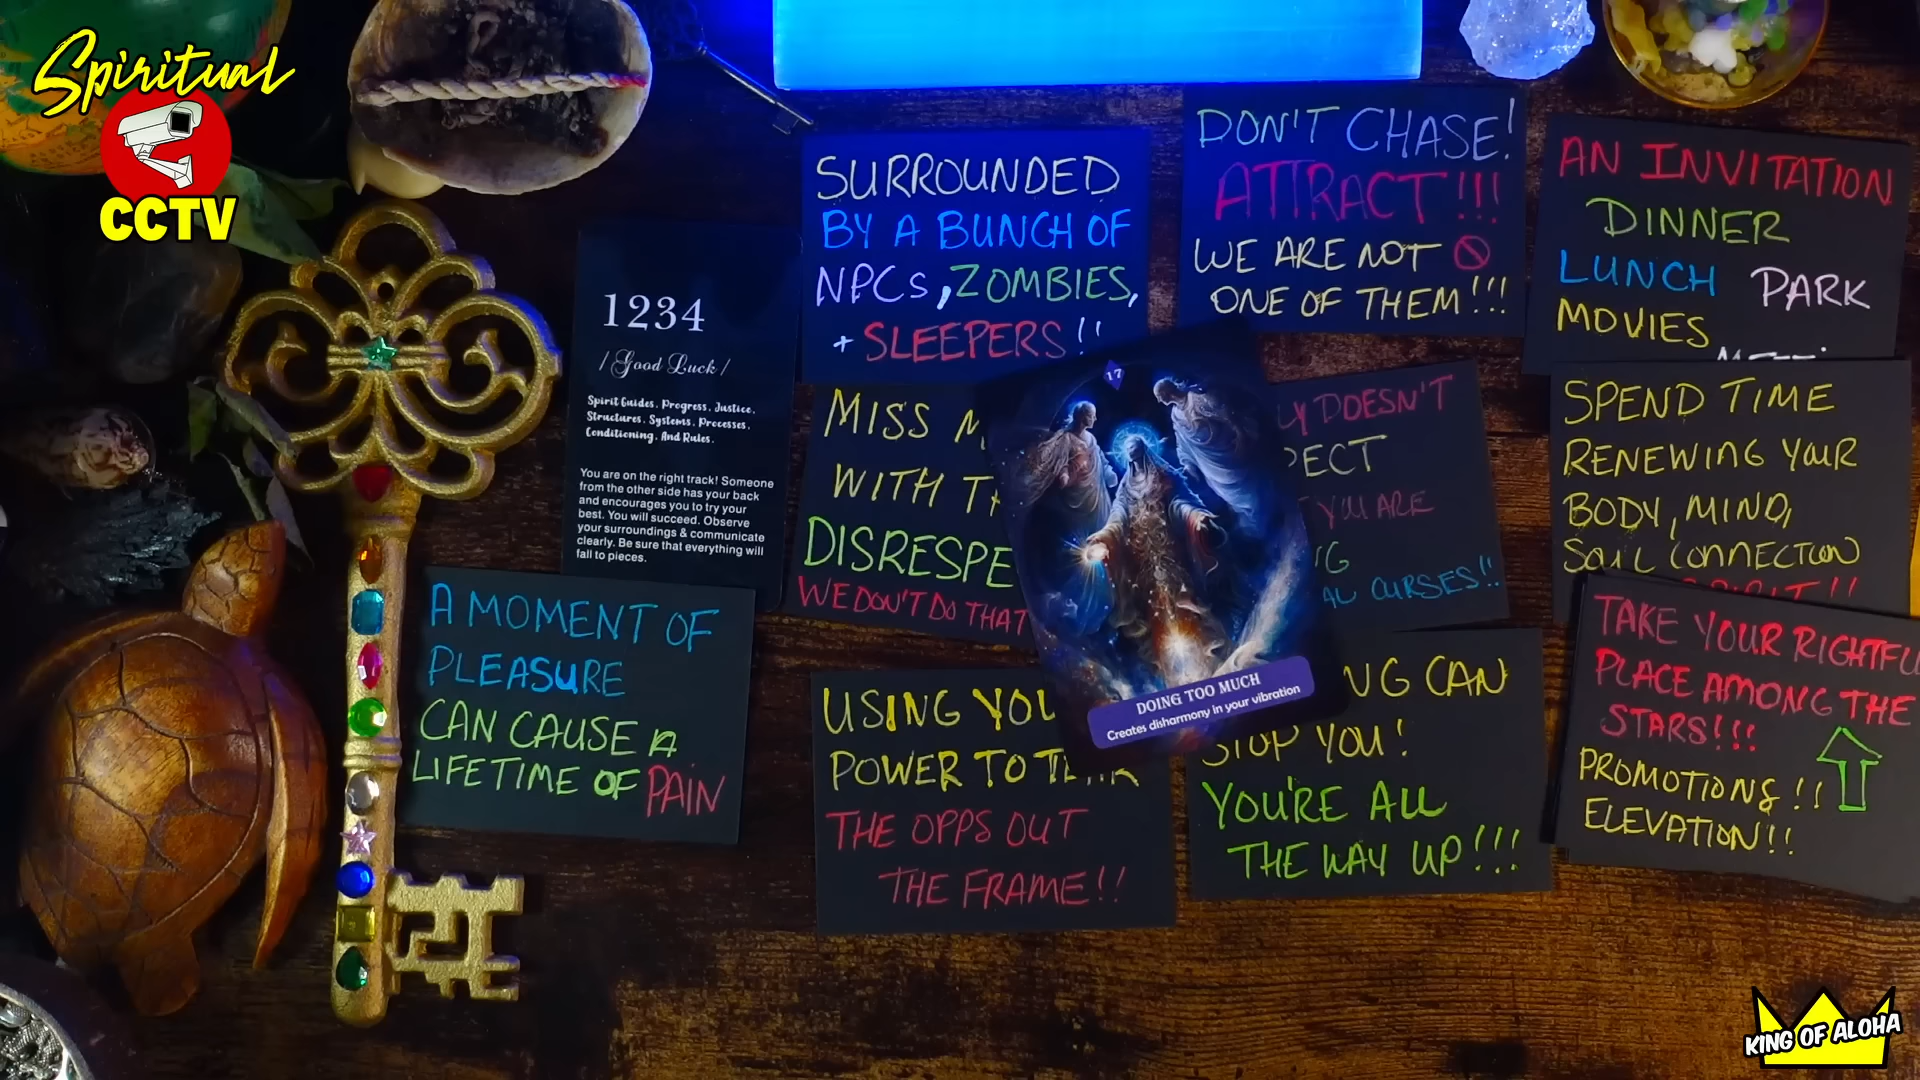 Spiritual
CCTV
1234
/Good Luck/
Spirit Guides, Progress, Justice,
Structures, Systems, Processes,
Conditioning, And Rules.
You are on the right track! Someone
from the other side has your back
and encourages you to try your
best. You will succeed. Observe
your surroundings & communicate
clearly. Be sure that everything will
fall to pieces.
A MOMENT OF
PLEASURE
CAN CAUSE A
LIFETIME OF PAIN
SURROUNDED
BY A BUNCH OF
NPCs, ZOMBIES,
+ SLEEPERS!!
MISS
WITH
DISRESPE
WE DON'T DO THAT
USING YOU
POWER TO
THE OPPS OUT
THE FRAME!!
17
DOING TOO MUCH
Creates disharmony in your vibration
DON'T CHASE!
ATTRACT!!!
WE ARE NOT
ONE OF THEM!!!
LY DOESN'T
PECT
YOU ARE
G
AL CURSES!!
NG CAN
STOP YOU!
YOU'RE ALL
THE WAY UP!!!
AN INVITATION
DINNER
LUNCH PARK
MOVIES
SPEND TIME
RENEWING YOUR
BODY, MIND,
SOUL CONNECTION
TAKE YOUR RIGHTFU
PLACE AMONG THE
STARS!!!
PROMOTIONS!!
ELEVATION!!
KING OF ALOHA